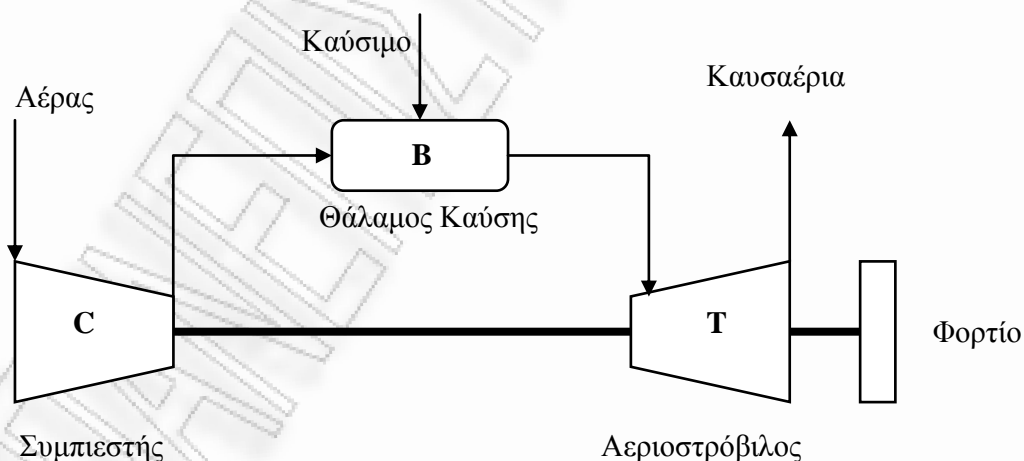 Καύσιμο
Καυσαέρια
Αέρας
B
Θάλαμος Καύσης
C
T
Φορτίο
Συμπιεστής
Αεριοστρόβιλος